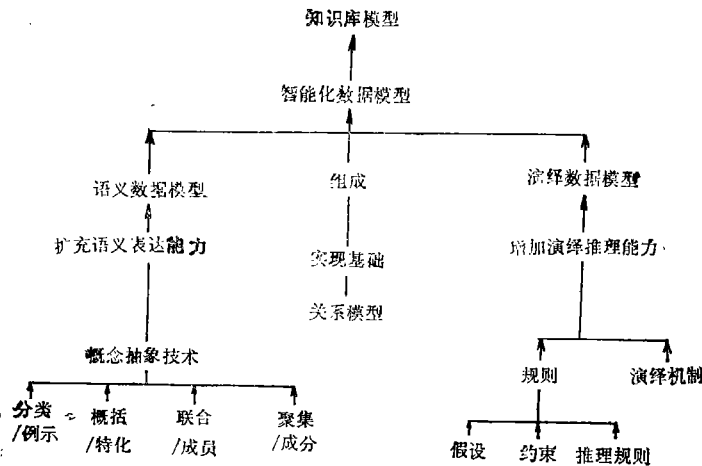 知识库模型
智能化数据模型
语义数据模型
组成
演绎数据模型
扩充语义表达能力
实现基础
增加演绎推理能力
关系模型
概念抽象技术
规则
演绎机制
分类
/例示
概括
/特化
联合
/成员
聚集
/成分
假设
约束
推理规则